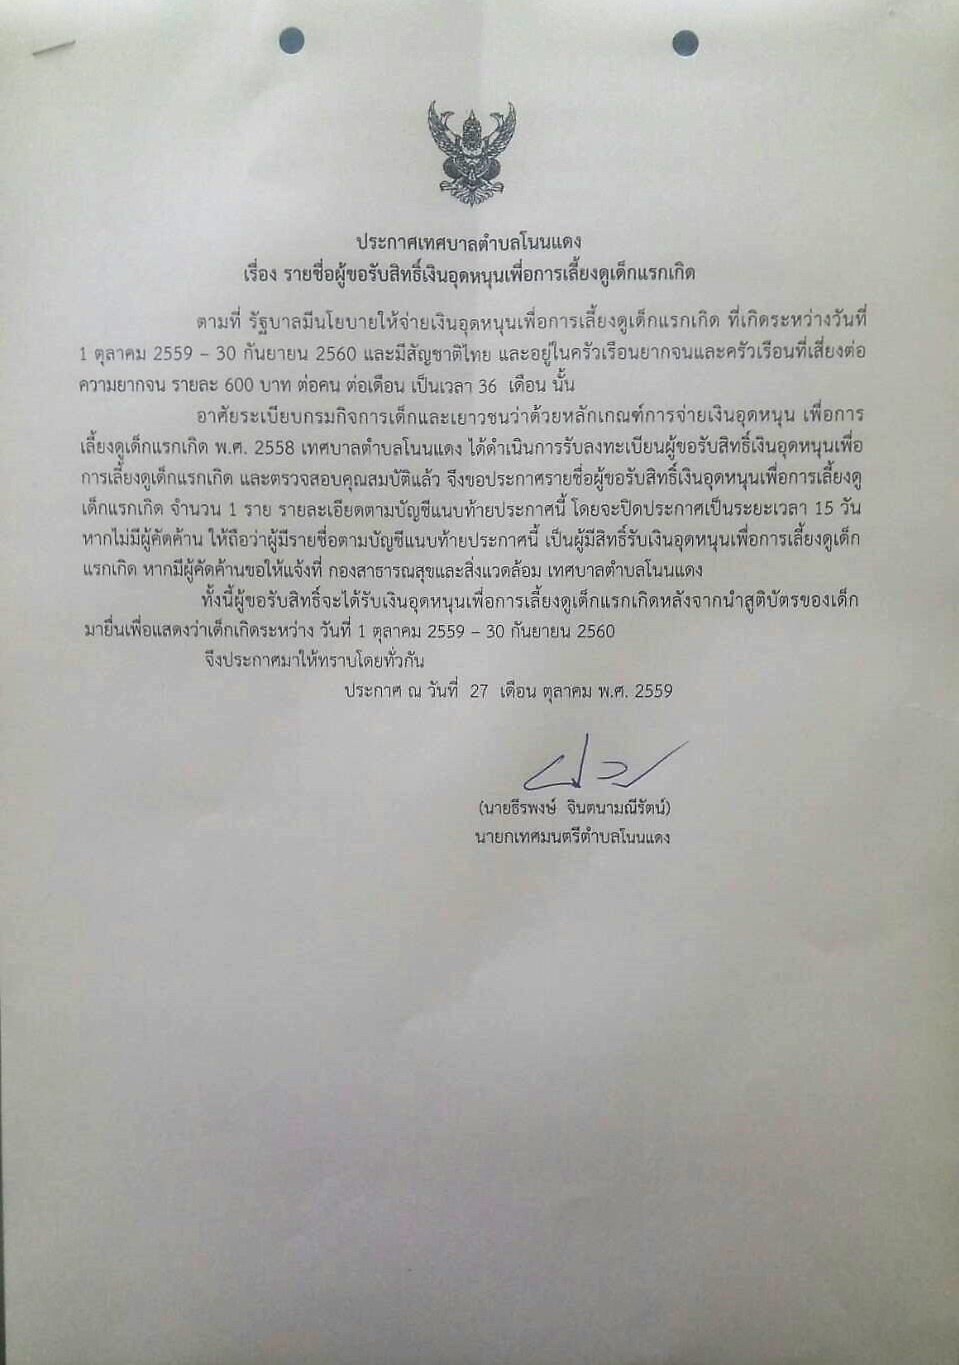 ประกาศเทศบาลตำบลโนนแดง
เรื่อง รายชื่อผู้ขอรับสิทธิ์เงินอุดหนุนเพื่อการเลี้ยงดูเด็กแรกเกิด
ตามที่ รัฐบาลมีนโยบายให้จ่ายเงินอุดหนุนเพื่อการเลี้ยงดูเด็กแรกเกิด ที่เกิดระหว่างวันที่
1 ตุลาคม 2559 – 30 กันยายน 2560 และมีสัญชาติไทย และอยู่ในครัวเรือนยากจนและครัวเรือนที่เสี่ยงต่อ
ความยากจน รายละ 600 บาท ต่อคน ต่อเดือน เป็นเวลา 36 เดือน นั้น
อาศัยระเบียบกรมกิจการเด็กและเยาวชนว่าด้วยหลักเกณฑ์การจ่ายเงินอุดหนุน เพื่อการ
เลี้ยงดูเด็กแรกเกิด พ.ศ. 2558 เทศบาลตำบลโนนแดง ได้ดำเนินการรับลงทะเบียนผู้ขอรับสิทธิ์เงินอุดหนุนเพื่อ
การเลี้ยงดูเด็กแรกเกิด และตรวจสอบคุณสมบัติแล้ว จึงขอประกาศรายชื่อผู้ขอรับสิทธิ์เงินอุดหนุนเพื่อการเลี้ยงดู
เด็กแรกเกิด จำนวน 1 ราย รายละเอียดตามบัญชีแนบท้ายประกาศนี้ โดยจะปิดประกาศเป็นระยะเวลา 15 วัน
หากไม่มีผู้คัดค้าน ให้ถือว่าผู้มีรายชื่อตามบัญชีแนบท้ายประกาศนี้ เป็นผู้มีสิทธิ์รับเงินอุดหนุนเพื่อการเลี้ยงดูเด็ก
แรกเกิด หากมีผู้คัดค้านขอให้แจ้งที่ กองสาธารณสุขและสิ่งแวดล้อม เทศบาลตำบลโนนแดง
ทั้งนี้ผู้ขอรับสิทธิ์จะได้รับเงินอุดหนุนเพื่อการเลี้ยงดูเด็กแรกเกิดหลังจากนำสูติบัตรของเด็ก
มายื่นเพื่อแสดงว่าเด็กเกิดระหว่าง วันที่ 1 ตุลาคม 2559 – 30 กันยายน 2560
จึงประกาศมาให้ทราบโดยทั่วกัน
ประกาศ ณ วันที่ 27 เดือน ตุลาคม พ.ศ. 2559
(นายธีรพงษ์ จินตนามณีรัตน์)
นายกเทศมนตรีตำบลโนนแดง